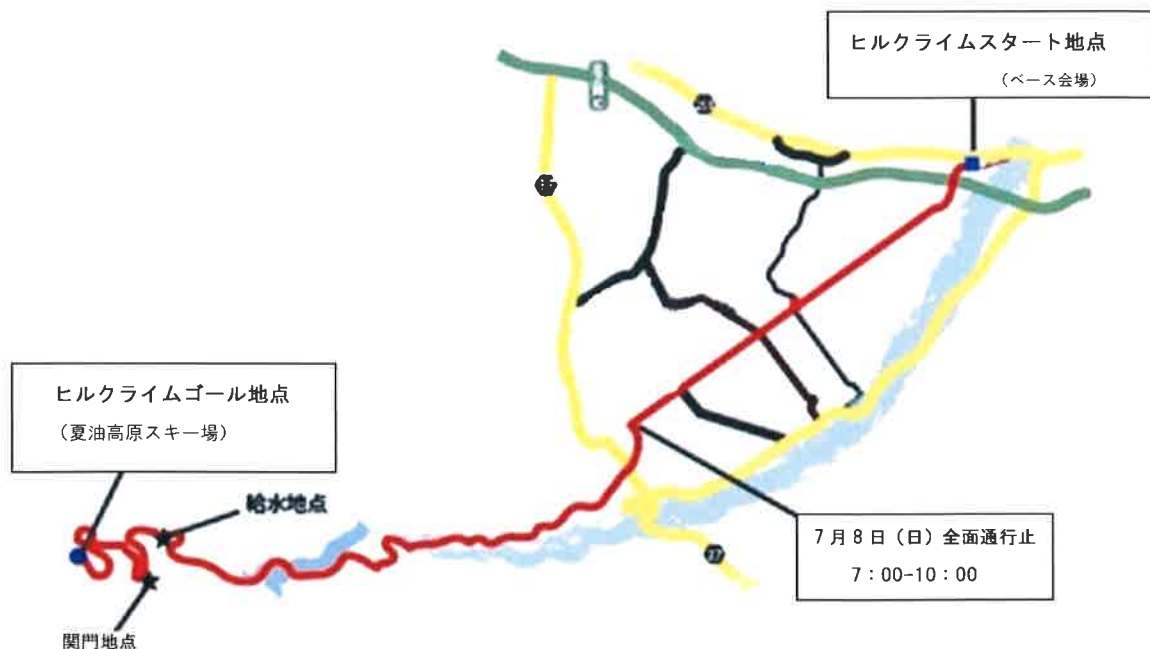 ヒルクライムスタート地点
（ベース会場）
ヒルクライムゴール地点
（夏油高原スキー場）
給水地点
関門地点
7月8日（日）全面通行止
7：00-10：00